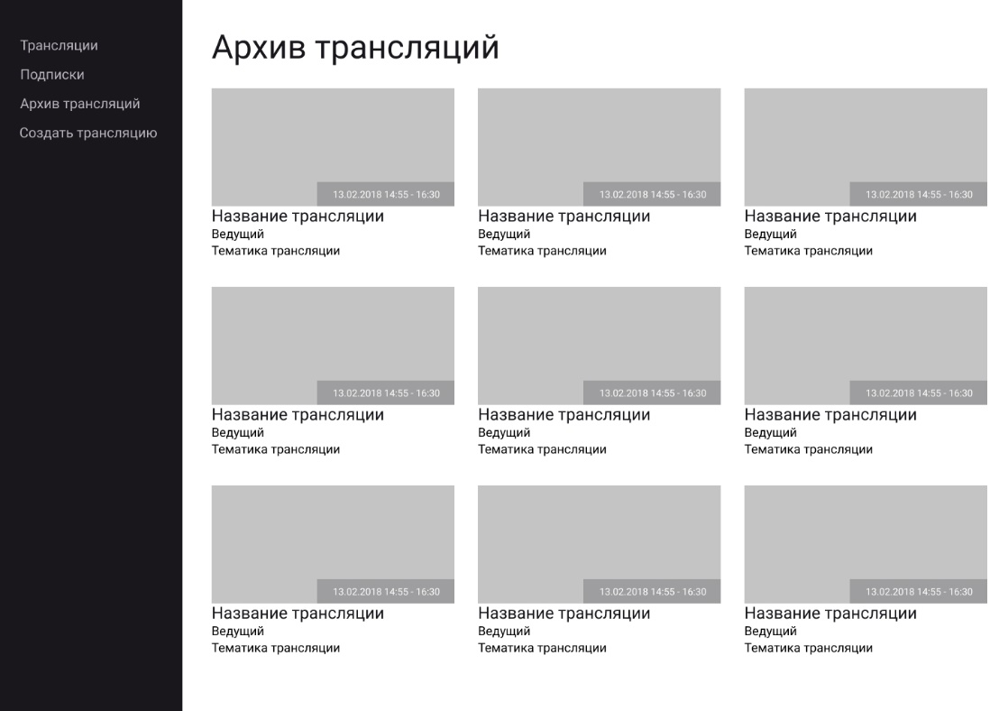 Трансляции
Подписки
Архив трансляций
Создать трансляцию
Архив трансляций
13.02.2018 14:55 - 16:30
Название трансляции
Ведущий
Тематика трансляции
13.02.2018 14:55 - 16:30
Название трансляции
Ведущий
Тематика трансляции
13.02.2018 14:55 - 16:30
Название трансляции
Ведущий
Тематика трансляции
13.02.2018 14:55 - 16:30
Название трансляции
Ведущий
Тематика трансляции
13.02.2018 14:55 - 16:30
Название трансляции
Ведущий
Тематика трансляции
13.02.2018 14:55 - 16:30
Название трансляции
Ведущий
Тематика трансляции
13.02.2018 14:55 - 16:30
Название трансляции
Ведущий
Тематика трансляции
13.02.2018 14:55 - 16:30
Название трансляции
Ведущий
Тематика трансляции
13.02.2018 14:55 - 16:30
Название трансляции
Ведущий
Тематика трансляции